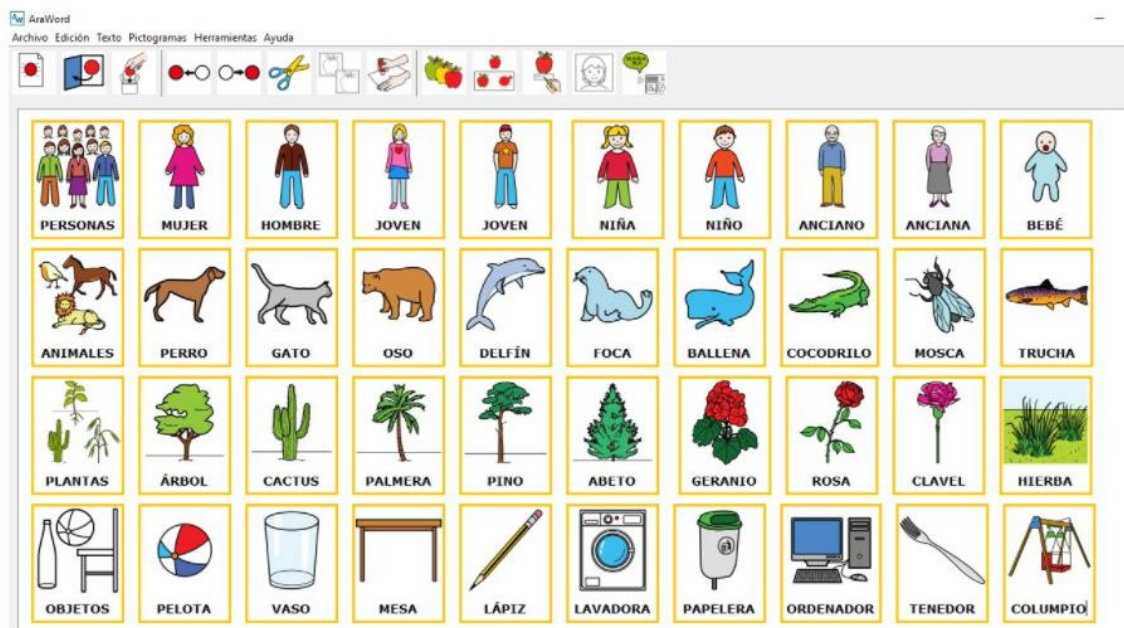 AraWord
Archivo Edición Texto Pictogramas Herramientas Ayuda
PERSONAS MUJER HOMBRE JOVEN JOVEN NIÑA NIÑO ANCIANO ANCIANA BEBÉ
ANIMALES PERRO GATO OSO DELFÍN FOCA BALLENA COCODRILO MOSCA TRUCHA
PLANTAS ÁRBOL CACTUS PALMERA PINO ABETO GERANIO ROSA CLAVEL HIERBA
OBJETOS PELOTA VASO MESA LÁPIZ LAVADORA PAPELERA ORDENADOR TENEDOR COLUMPIO